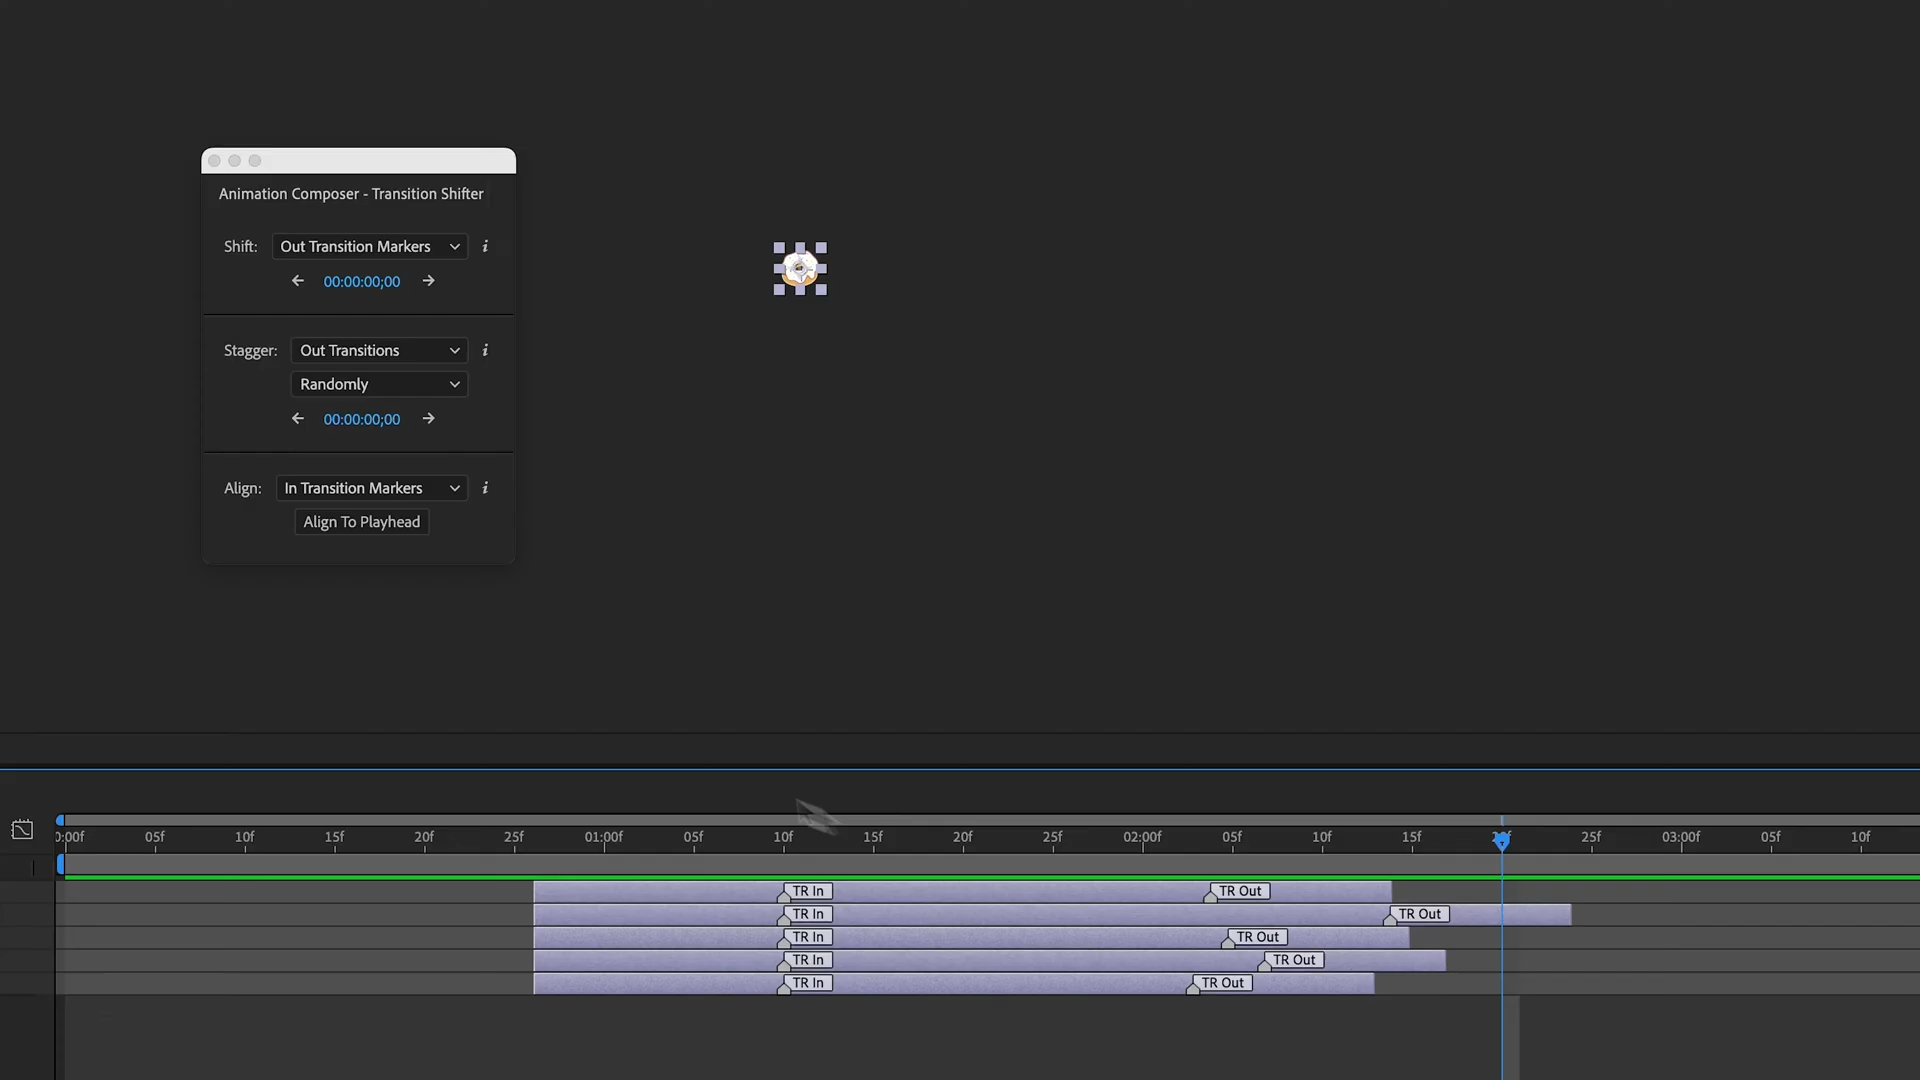 Animation Composer - Transition Shifter
Shift: Out Transition Markers i
← 00:00:00;00 →
Stagger: Out Transitions i
Randomly
← 00:00:00;00 →
Align: In Transition Markers i
Align To Playhead
0:00f 05f 10f 15f 20f 25f 01:00f 05f 10f 15f 20f 25f 02:00f 05f 10f 15f 25f 03:00f 05f 10f
TR In TR Out
TR In TR Out
TR In TR Out
TR In TR Out
TR In TR Out